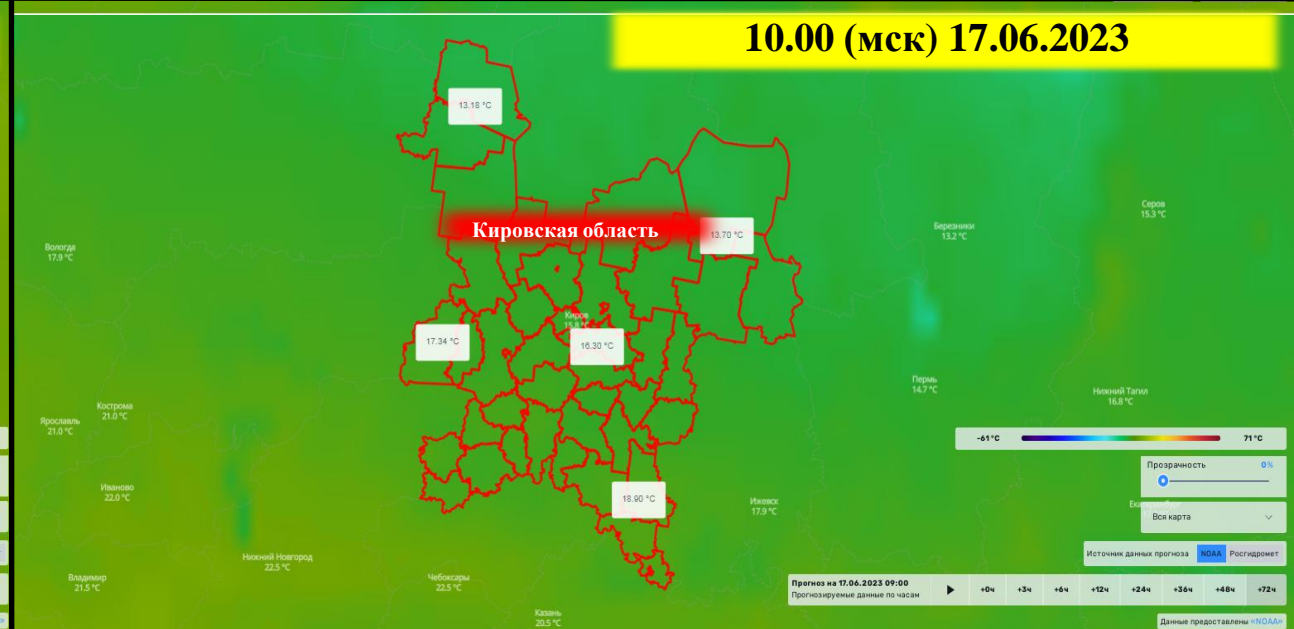 10.00 (мск) 17.06.2023
13.18 °C
Кировская область
13.70 °C
Серов
15.3 °C
Березники
13.2 °C
Вологда
17.9 °C
Киров
17.34 °C
16.30 °C
Пермь
14.7 °C
Нижний Тагил
16.8 °C
Кострома
21.0 °C
Ярославль
21.0 °C
-61 °C
71 °C
Прозрачность
0%
Иваново
22.0 °C
18.90 °C
Ижевск
17.9 °C
Вся карта
Нижний Новгород
22.5 °C
Источник данных прогноза NOAA Росгидромет
Владимир
21.5 °C
Чебоксары
22.5 °C
Прогноз на 17.06.2023 09:00
Прогнозируемые данные по часам
+0ч +3ч +6ч +12ч +24ч +36ч +48ч +72ч
Казань
20.5 °C
Данные предоставлены «NOAA»